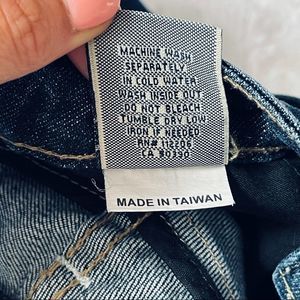 MACHINE WASH
SEPARATELY
IN COLD WATER
WASH INSIDE OUT
DO NOT BLEACH
TUMBLE DRY LOW
IRON IF NEEDED
RN# 112206
CA 80330
MADE IN TAIWAN